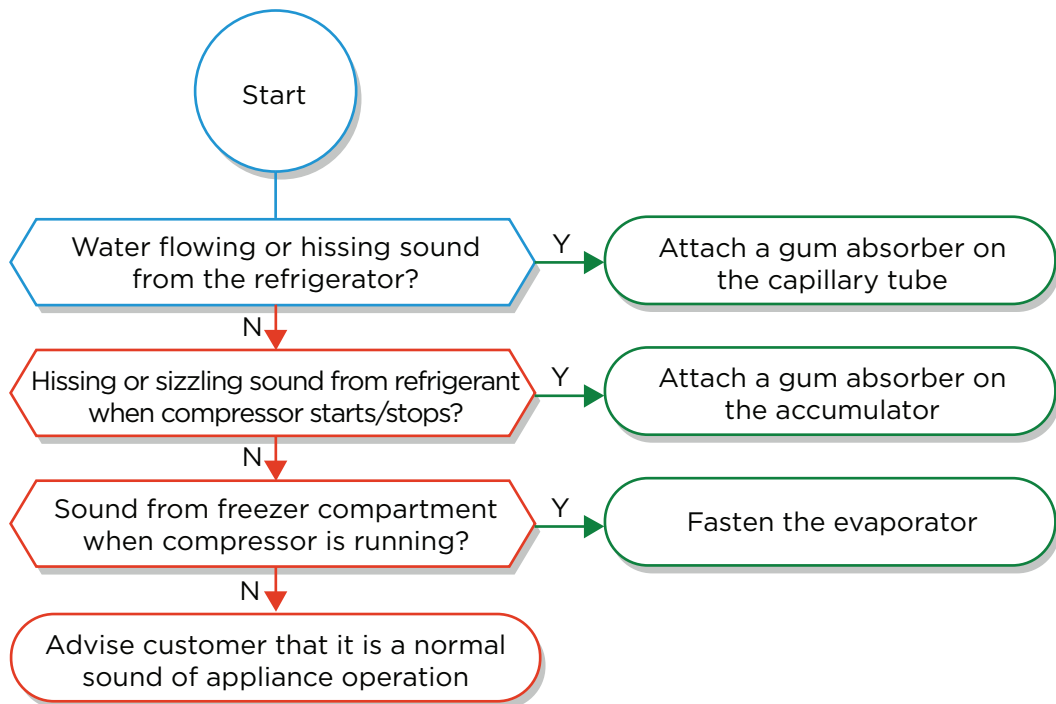 Start
Water flowing or hissing sound
from the refrigerator?
Y
Attach a gum absorber on
the capillary tube
N
Hissing or sizzling sound from refrigerant
when compressor starts/stops?
Y
Attach a gum absorber on
the accumulator
N
Sound from freezer compartment
when compressor is running?
Y
Fasten the evaporator
N
Advise customer that it is a normal
sound of appliance operation